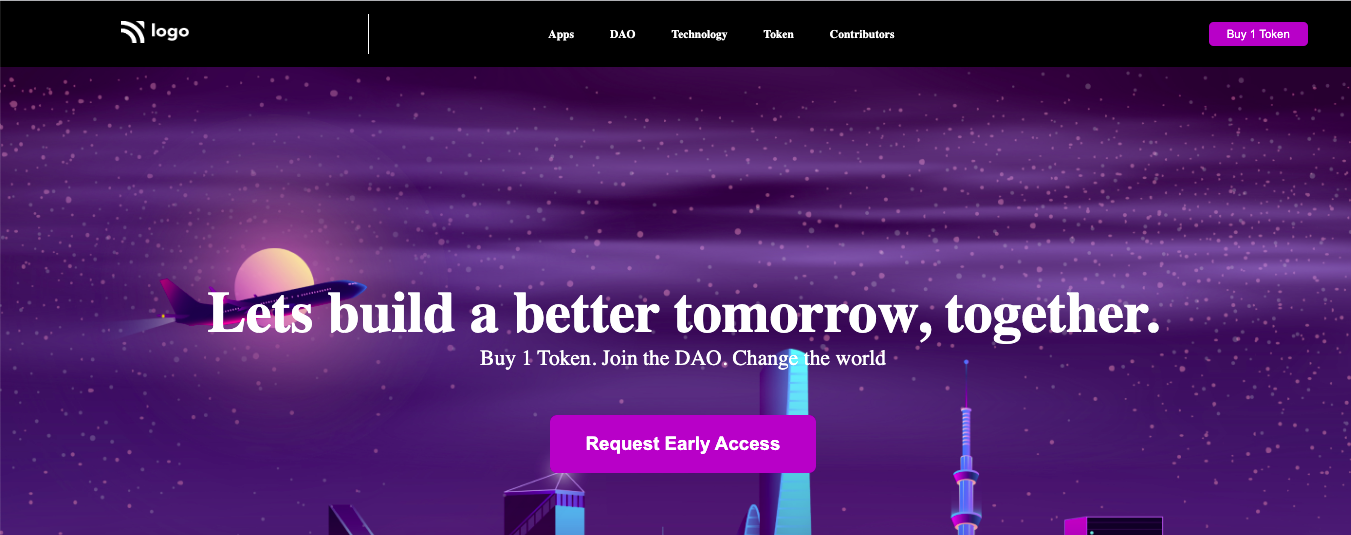 logo
Apps DAO Technology Token Contributors
Buy 1 Token
Lets build a better tomorrow, together.
Buy 1 Token. Join the DAO. Change the world
Request Early Access